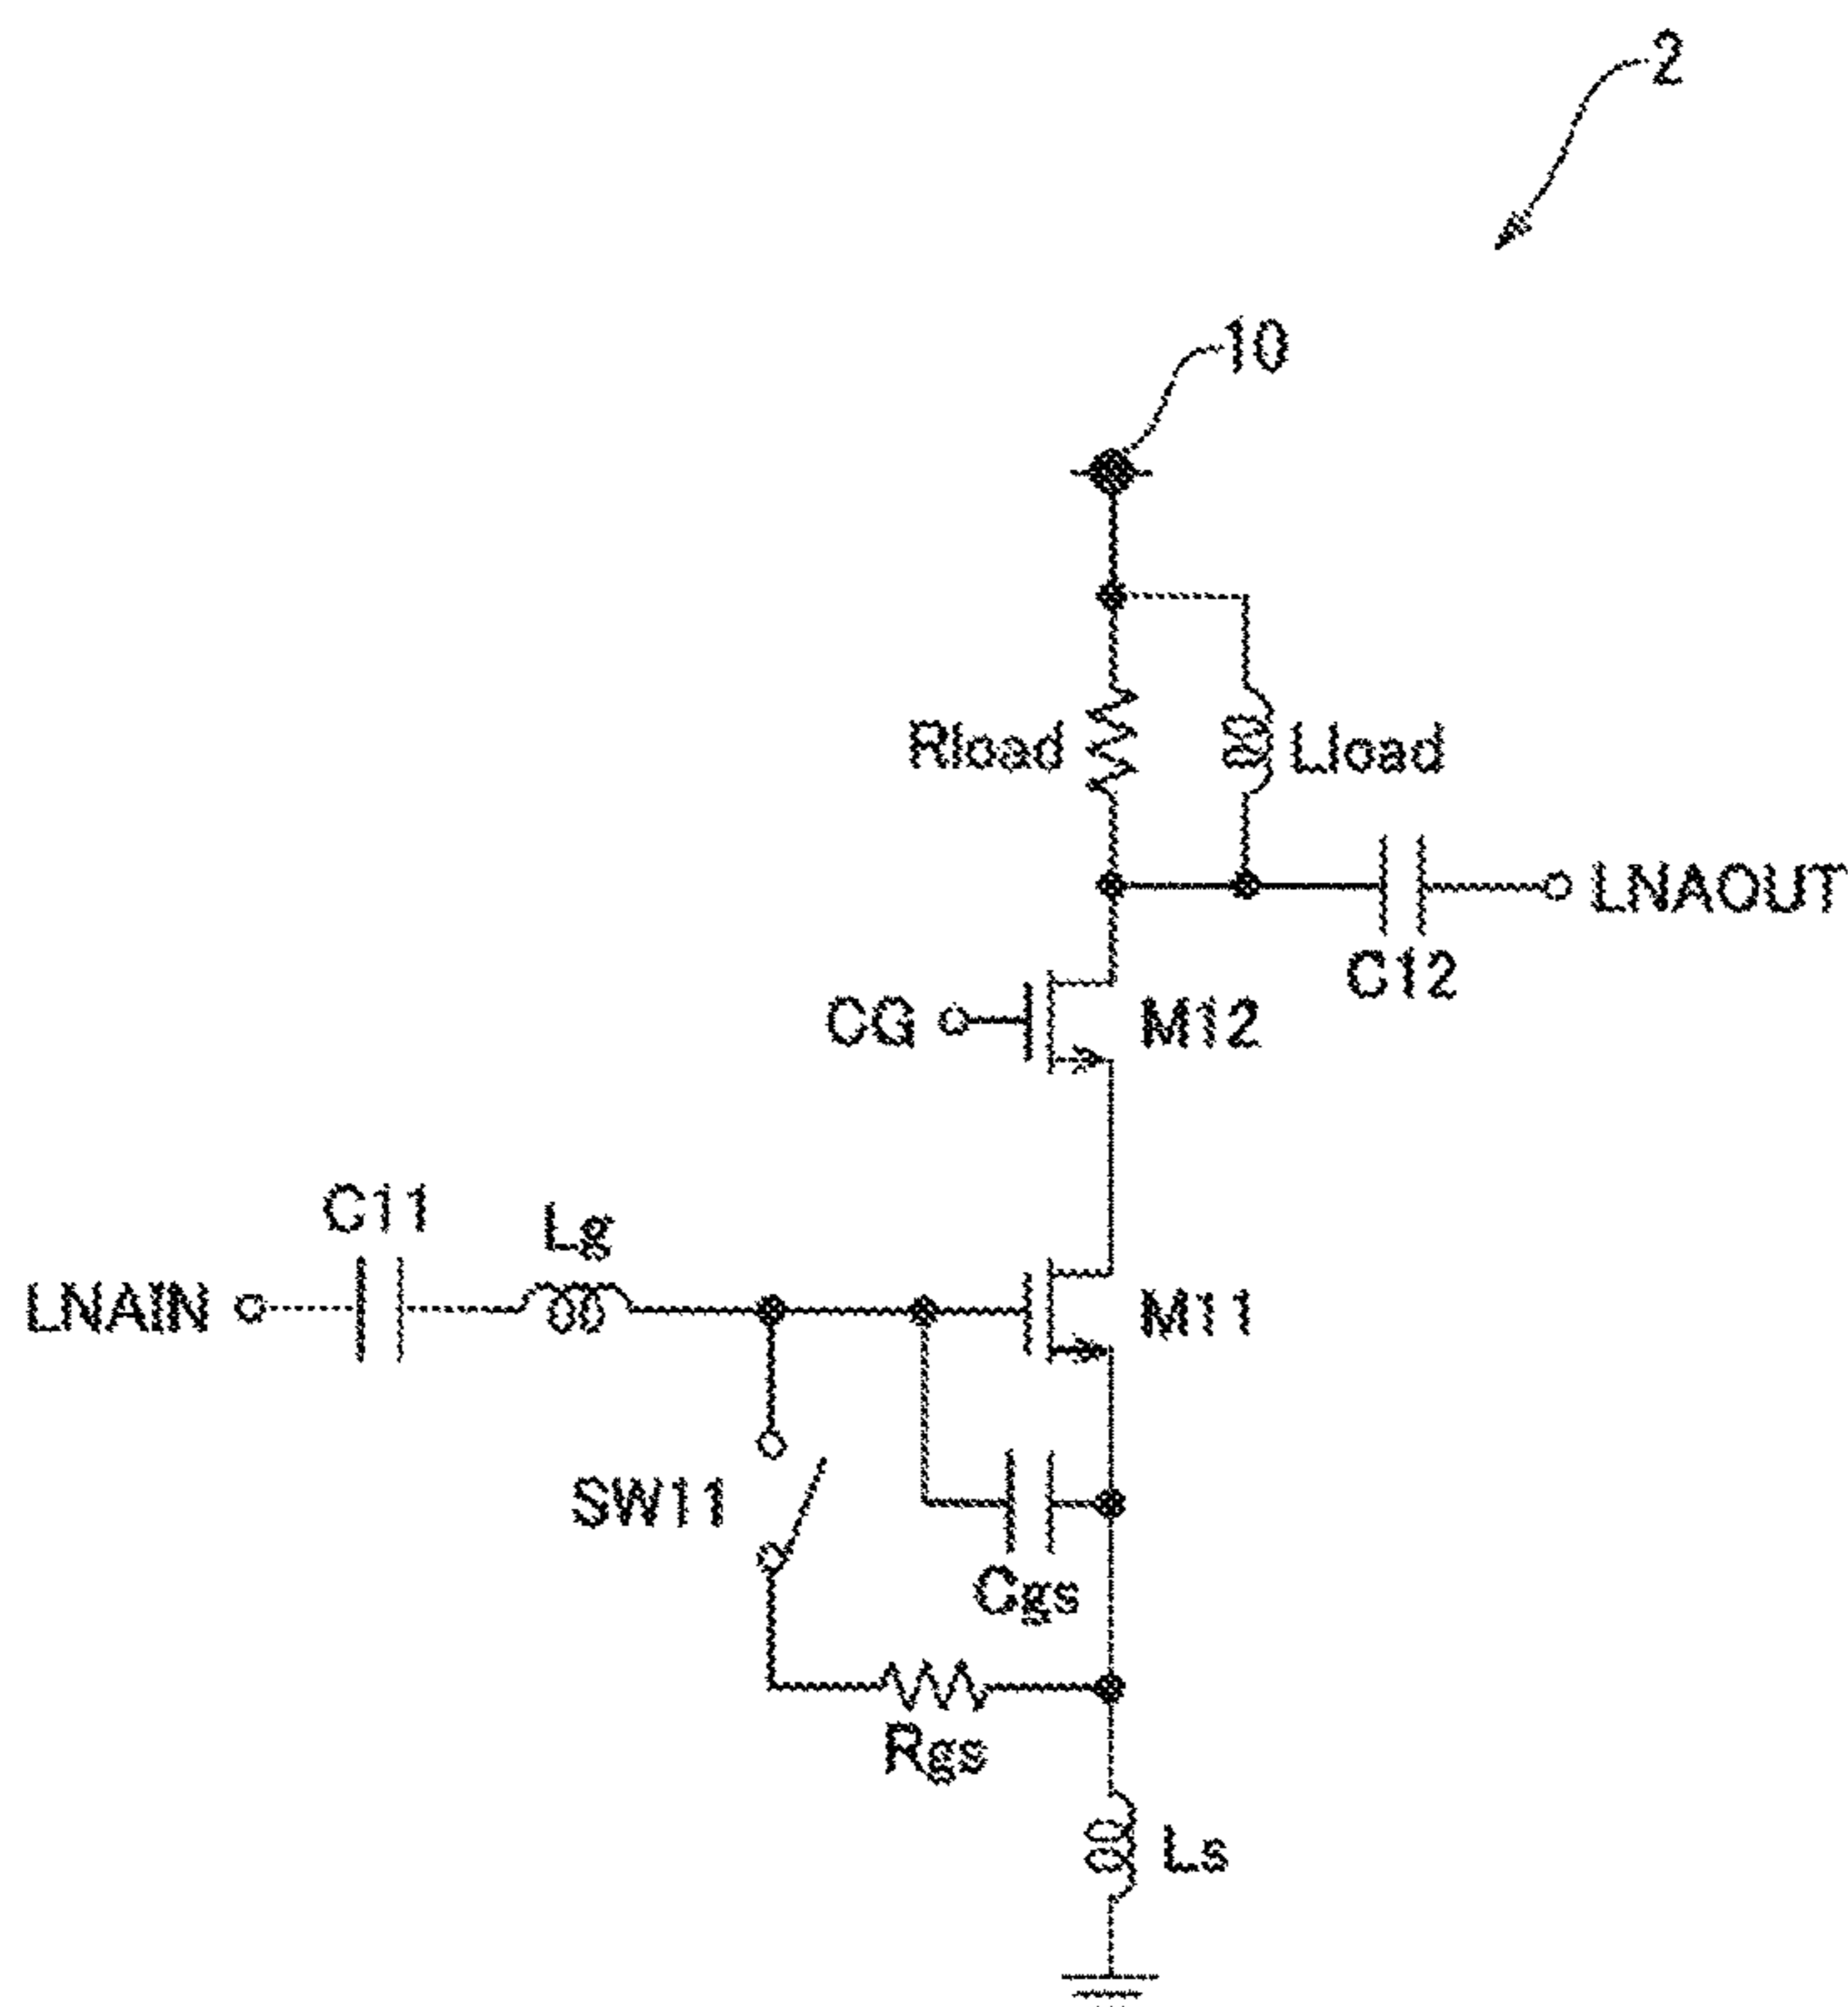 2
10
Rload
Lload
LNAOUT
C12
CG
M12
C11
Lg
LNAIN
M11
SW11
Cgs
Rgs
Ls